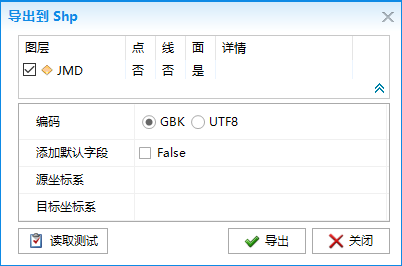 导出到 Shp
图层 点 线 面 详情
JMD 否 否 是
编码 GBK UTF8
添加默认字段 False
源坐标系
目标坐标系
读取测试 导出 关闭